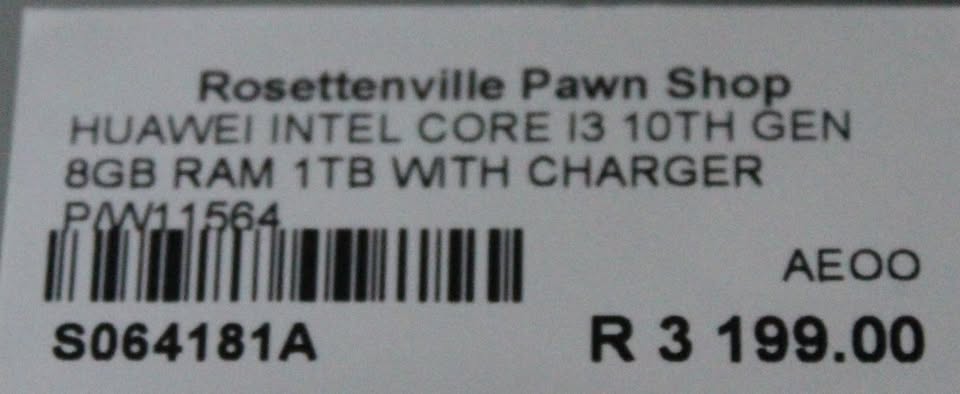 Rosettenville Pawn Shop
HUAWEI INTEL CORE I3 10TH GEN
8GB RAM 1TB WITH CHARGER
P/W11564
AEOO
S064181A
R 3 199.00